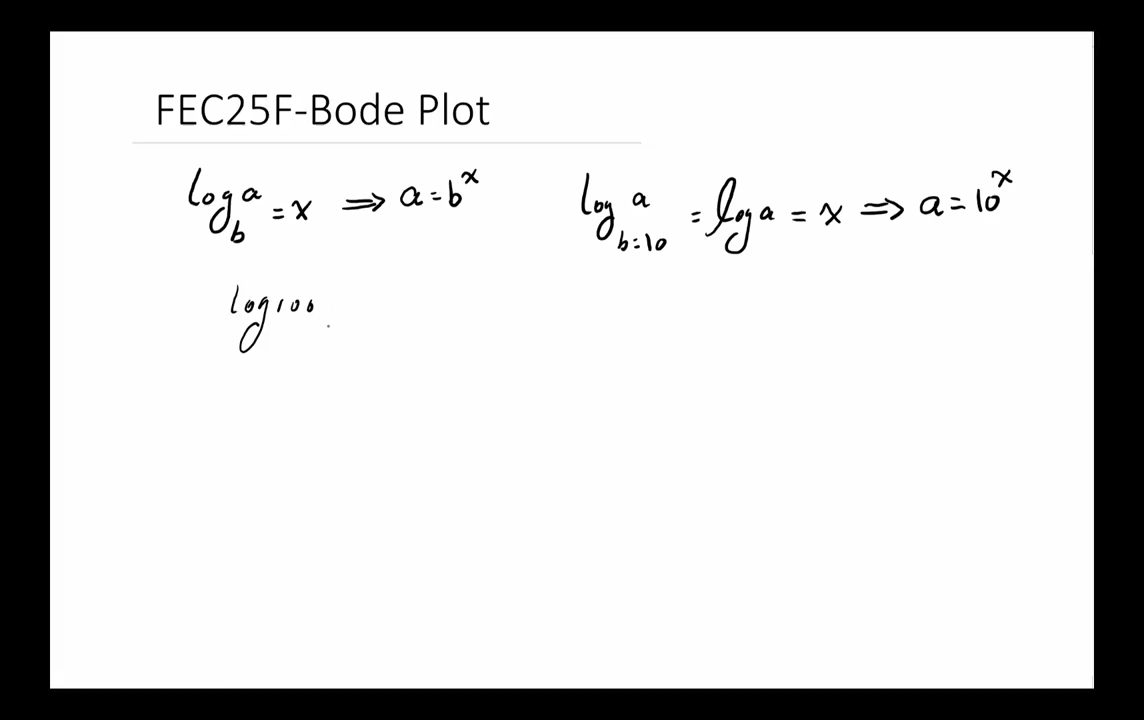 FEC25F-Bode Plot
log_b a = x ⟹ a = b^x    log_{b=10} a = log a = x ⟹ a = 10^x
log 100